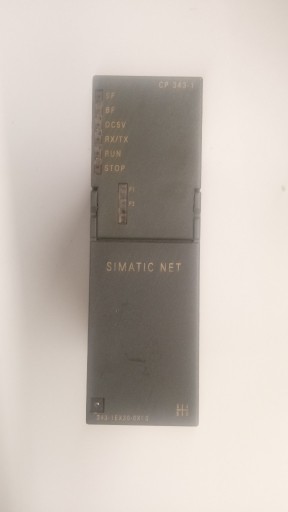 CP 343-1
SF
BF
DC5V
RX/TX
RUN
STOP
SIMATIC NET